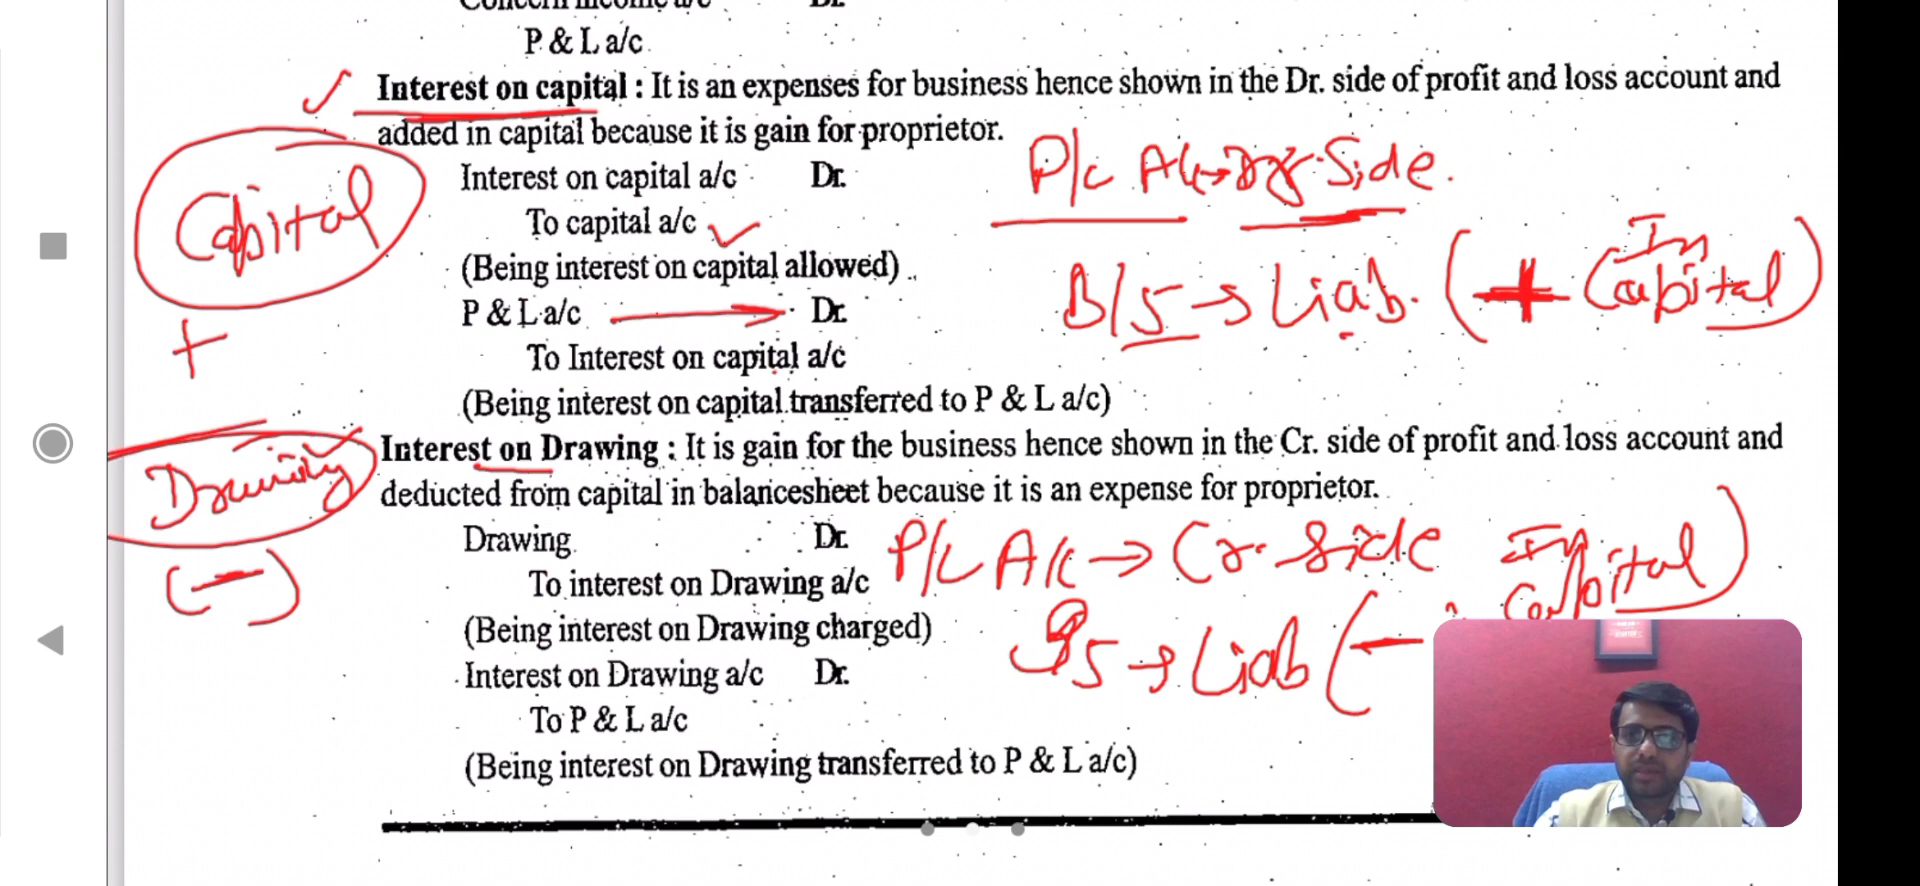 P & L a/c
Interest on capital : It is an expenses for business hence shown in the Dr. side of profit and loss account and
added in capital because it is gain for proprietor.
Interest on capital a/c Dr.
To capital a/c
(Being interest on capital allowed)
P & L a/c Dr.
To Interest on capital a/c
(Being interest on capital transferred to P & L a/c)
Capital
+
P/L A/c → Dr. Side.
B/S → Liab. (+ In Capital)
Interest on Drawing : It is gain for the business hence shown in the Cr. side of profit and loss account and
deducted from capital in balancesheet because it is an expense for proprietor.
Drawing Dr.
To interest on Drawing a/c
(Being interest on Drawing charged)
Interest on Drawing a/c Dr.
To P & L a/c
(Being interest on Drawing transferred to P & L a/c)
Drawing
(-)
P/L A/c → Cr. Side
B/S → Liab (- In Capital)